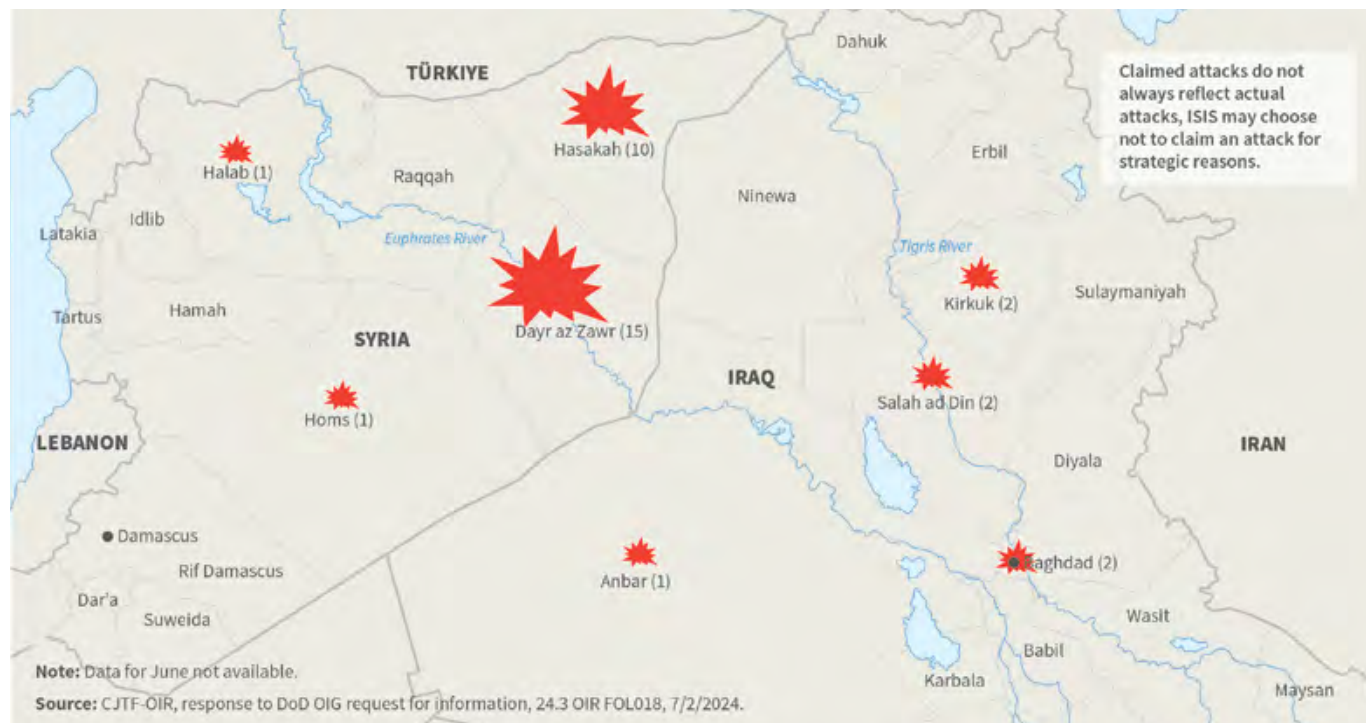 Dahuk
TÜRKIYE
Claimed attacks do not
always reflect actual
attacks, ISIS may choose
not to claim an attack for
strategic reasons.
Hasakah (10)
Erbil
Halab (1)
Raqqah
Ninewa
Idlib
Latakia
Euphrates River
Tigris River
Kirkuk (2)
Sulaymaniyah
Hamah
Tartus
Dayr az Zawr (15)
SYRIA
IRAQ
Salah ad Din (2)
Homs (1)
LEBANON
IRAN
Diyala
Damascus
Rif Damascus
Anbar (1)
Baghdad (2)
Dar'a
Suweida
Wasit
Babil
Karbala
Maysan
Note: Data for June not available.
Source: CJTF-OIR, response to DoD OIG request for information, 24.3 OIR FOL018, 7/2/2024.